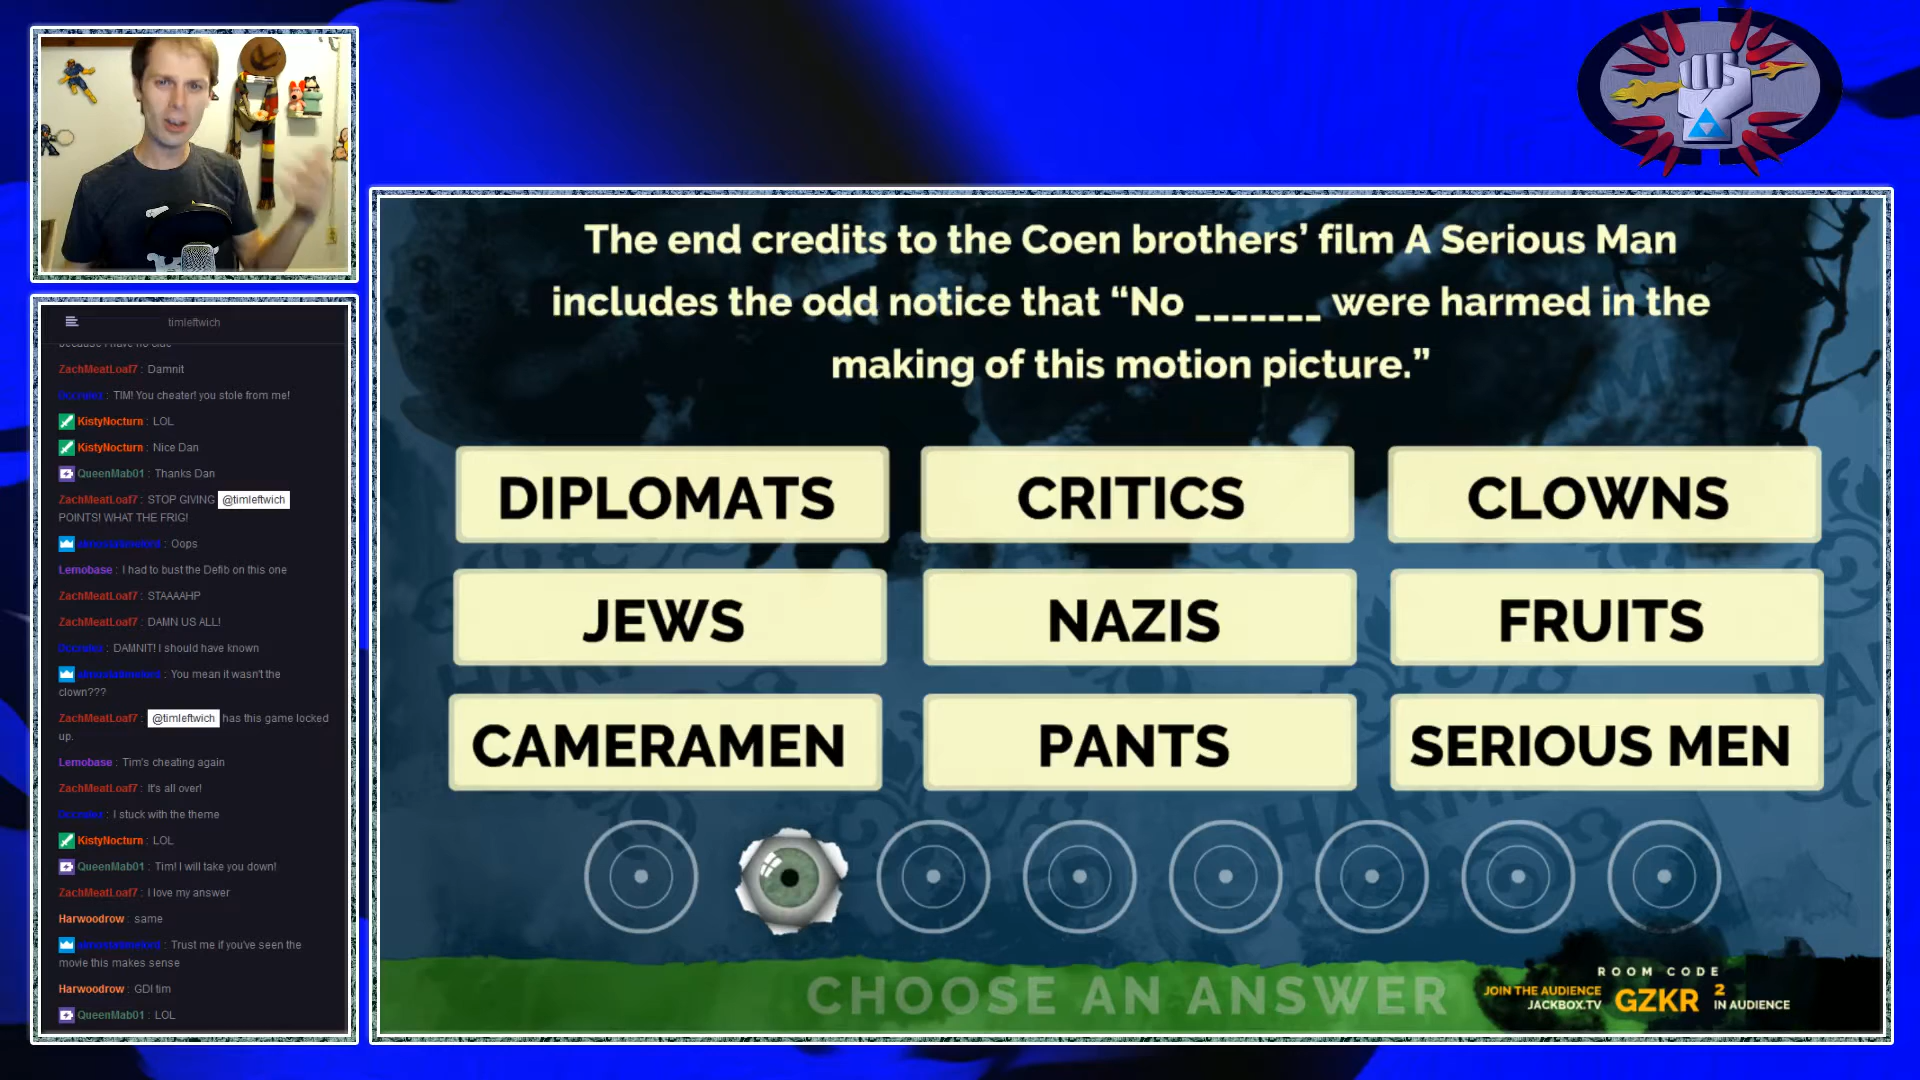 timleftwich
because I have no clue
ZachMeatLoaf7 : Damnit
: TIM! You cheater! you stole from me!
KistyNocturn : LOL
KistyNocturn : Nice Dan
QueenMab01 : Thanks Dan
ZachMeatLoaf7 : STOP GIVING @timleftwich
POINTS! WHAT THE FRIG!
: Oops
Lemobase : I had to bust the Defib on this one
ZachMeatLoaf7 : STAAAAHP
ZachMeatLoaf7 : DAMN US ALL!
: DAMNIT! I should have known
: You mean it wasn't the
clown???
ZachMeatLoaf7 : @timleftwich has this game locked
up.
Lemobase : Tim's cheating again
ZachMeatLoaf7 : It's all over!
: I stuck with the theme
KistyNocturn : LOL
QueenMab01 : Tim! I will take you down!
ZachMeatLoaf7 : I love my answer
Harwoodrow : same
: Trust me if you've seen the
movie this makes sense
Harwoodrow : GDI tim
QueenMab01 : LOL
The end credits to the Coen brothers’ film A Serious Man
includes the odd notice that “No _______ were harmed in the
making of this motion picture.”
DIPLOMATS
CRITICS
CLOWNS
JEWS
NAZIS
FRUITS
CAMERAMEN
PANTS
SERIOUS MEN
CHOOSE AN ANSWER
ROOM CODE
JOIN THE AUDIENCE
JACKBOX.TV
GZKR
2
IN AUDIENCE